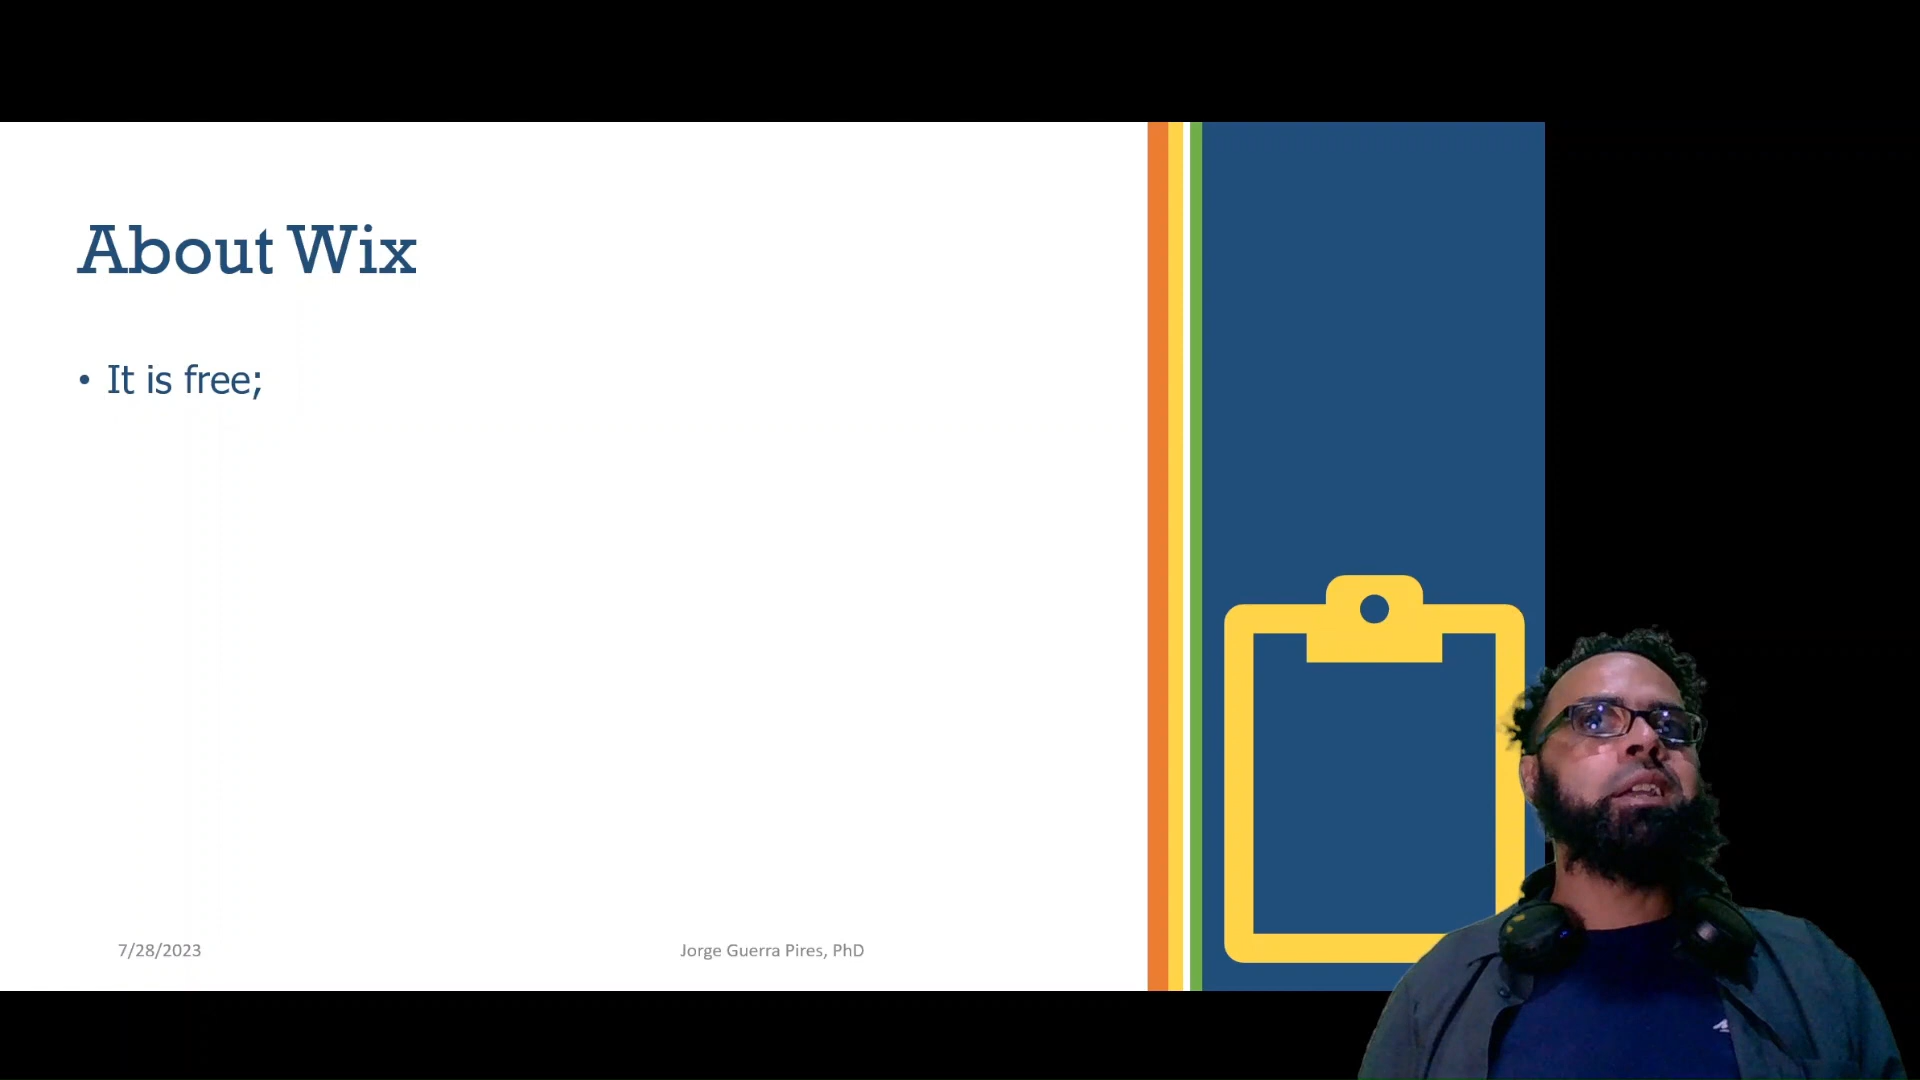 About Wix
• It is free;
7/28/2023
Jorge Guerra Pires, PhD